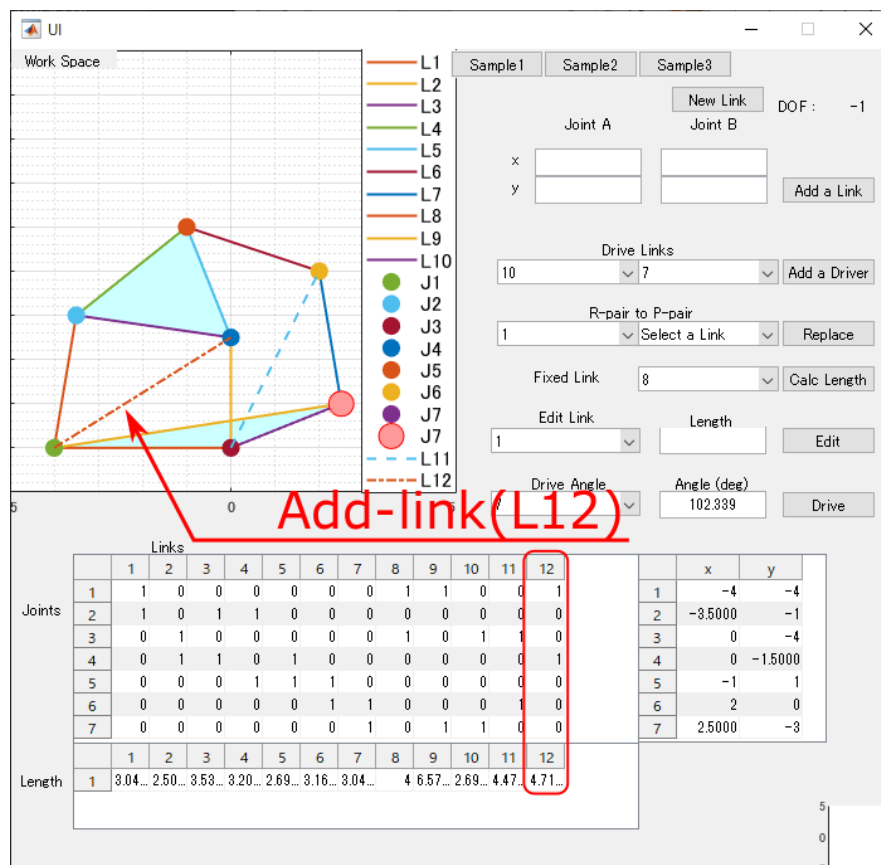 UI
Work Space
L1
L2
L3
L4
L5
L6
L7
L8
L9
L10
J1
J2
J3
J4
J5
J6
J7
J7
L11
L12
5
0
Sample1 Sample2 Sample3
New Link DOF : -1
Joint A Joint B
x
y Add a Link
Drive Links
10 7 Add a Driver
R-pair to P-pair
1 Select a Link Replace
Fixed Link 8 Calc Length
Edit Link Length
1 Edit
Drive Angle Angle (deg)
102.339 Drive
Add-link(L12)
Links
1 2 3 4 5 6 7 8 9 10 11 12
Joints
1 1 0 0 0 0 0 0 1 1 0 0 1
2 1 0 1 1 0 0 0 0 0 0 0 0
3 0 1 0 0 0 0 0 1 0 1 1 0
4 0 1 1 0 1 0 0 0 0 0 0 1
5 0 0 0 1 1 1 0 0 0 0 0 0
6 0 0 0 0 0 1 1 0 0 0 1 0
7 0 0 0 0 0 0 1 0 1 1 0 0
x y
1 -4 -4
2 -3.5000 -1
3 0 -4
4 0 -1.5000
5 -1 1
6 2 0
7 2.5000 -3
1 2 3 4 5 6 7 8 9 10 11 12
Length 1 3.04... 2.50... 3.53... 3.20... 2.69... 3.16... 3.04... 4 6.57... 2.69... 4.47... 4.71...
5
0